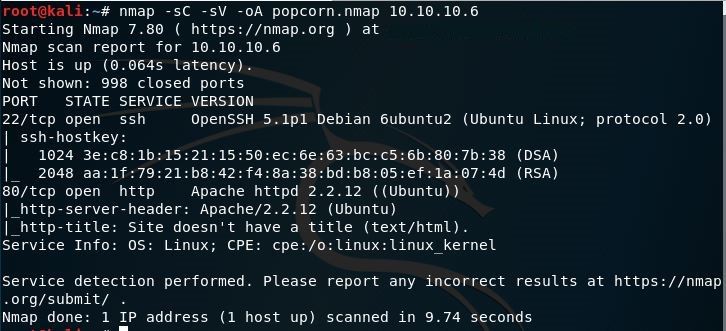 root@kali:~# nmap -sC -sV -oA popcorn.nmap 10.10.10.6
Starting Nmap 7.80 ( https://nmap.org ) at
Nmap scan report for 10.10.10.6
Host is up (0.064s latency).
Not shown: 998 closed ports
PORT   STATE SERVICE VERSION
22/tcp open  ssh     OpenSSH 5.1p1 Debian 6ubuntu2 (Ubuntu Linux; protocol 2.0)
| ssh-hostkey:
|   1024 3e:c8:1b:15:21:15:50:ec:6e:63:bc:c5:6b:80:7b:38 (DSA)
|_  2048 aa:1f:79:21:b8:42:f4:8a:38:bd:b8:05:ef:1a:07:4d (RSA)
80/tcp open  http    Apache httpd 2.2.12 ((Ubuntu))
|_http-server-header: Apache/2.2.12 (Ubuntu)
|_http-title: Site doesn't have a title (text/html).
Service Info: OS: Linux; CPE: cpe:/o:linux:linux_kernel

Service detection performed. Please report any incorrect results at https://nmap
.org/submit/ .
Nmap done: 1 IP address (1 host up) scanned in 9.74 seconds
root@kali:~#